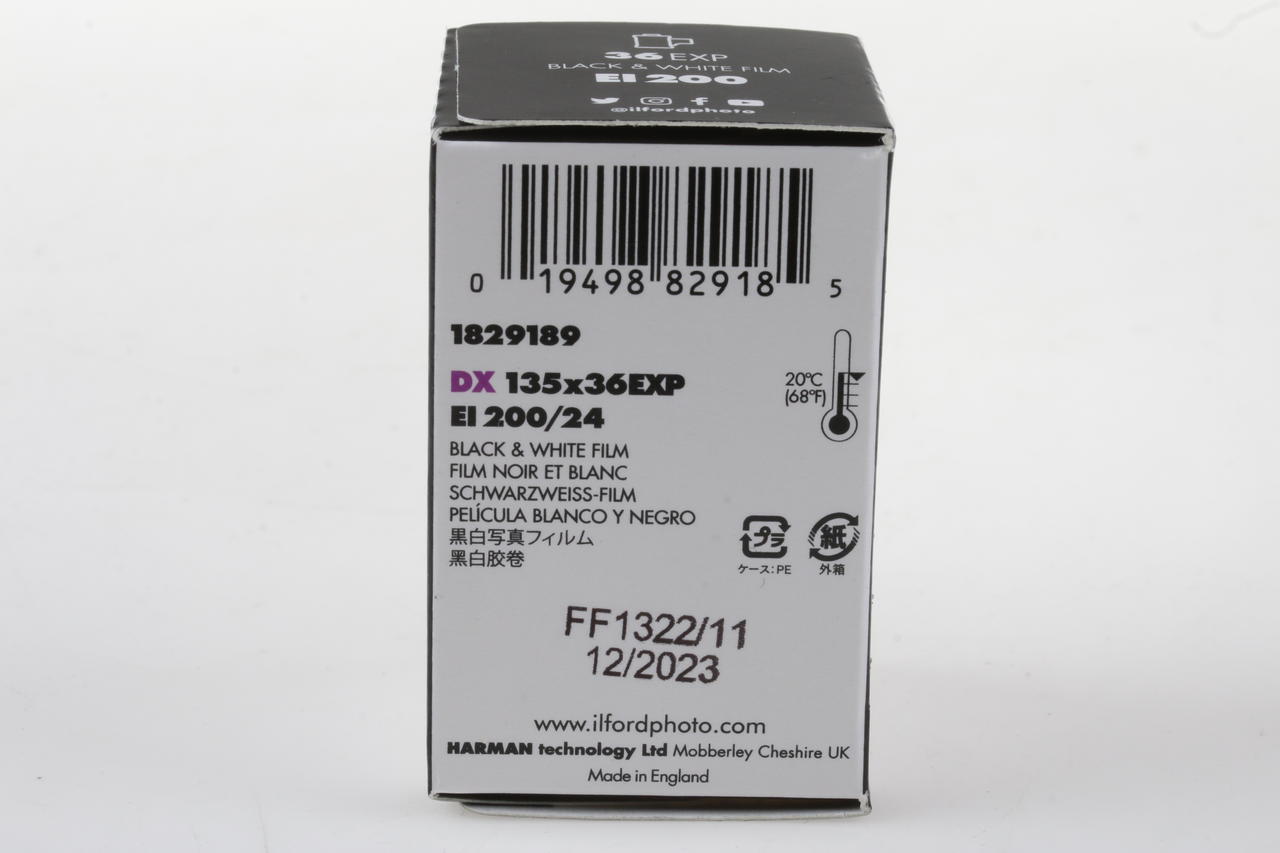 36 EXP
BLACK & WHITE FILM
EI 200
@ilfordphoto
0 19498 82918 5
1829189
DX 135x36EXP
EI 200/24
20°C
(68°F)
BLACK & WHITE FILM
FILM NOIR ET BLANC
SCHWARZWEISS-FILM
PELÍCULA BLANCO Y NEGRO
黒白写真フィルム
黑白胶卷
プラ
紙
ケース:PE
外箱
FF1322/11
12/2023
www.ilfordphoto.com
HARMAN technology Ltd Mobberley Cheshire UK
Made in England